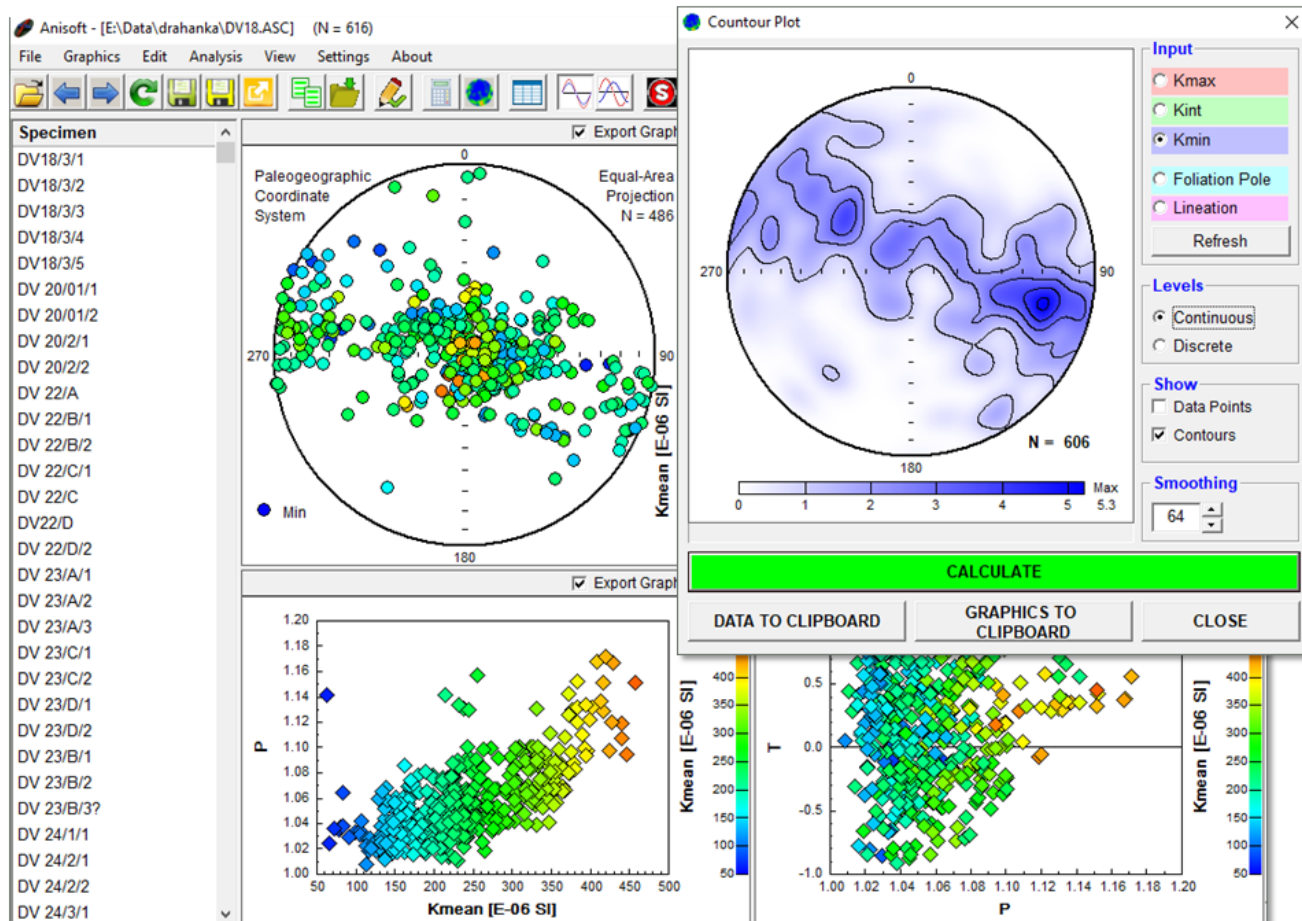 Anisoft - [E:\Data\drahanka\DV18.ASC] (N = 616)
File Graphics Edit Analysis View Settings About
Specimen
DV18/3/1
DV18/3/2
DV18/3/3
DV18/3/4
DV18/3/5
DV 20/01/1
DV 20/01/2
DV 20/2/1
DV 20/2/2
DV 22/A
DV 22/B/1
DV 22/B/2
DV 22/C/1
DV 22/C
DV22/D
DV 22/D/2
DV 23/A/1
DV 23/A/2
DV 23/A/3
DV 23/C/1
DV 23/C/2
DV 23/D/1
DV 23/D/2
DV 23/B/1
DV 23/B/2
DV 23/B/3?
DV 24/1/1
DV 24/2/1
DV 24/2/2
DV 24/3/1
Export Graph
0
Paleogeographic
Coordinate
System
Equal-Area
Projection
N = 486
270
90
180
Min
Kmean [E-06 SI]
Export Graph
1.20
1.18
1.16
1.14
1.12
1.10
1.08
1.06
1.04
1.02
1.00
P
50 100 150 200 250 300 350 400 450 500
Kmean [E-06 SI]
400
350
300
250
200
150
100
50
Kmean [E-06 SI]
0.5
0.0
-0.5
-1.0
T
1.00 1.02 1.04 1.06 1.08 1.10 1.12 1.14 1.16 1.18 1.20
P
400
350
300
250
200
150
100
50
Kmean [E-06 SI]
Countour Plot
0
270
90
180
N = 606
0 1 2 3 4 5
Max
5.3
Input
Kmax
Kint
Kmin
Foliation Pole
Lineation
Refresh
Levels
Continuous
Discrete
Show
Data Points
Contours
Smoothing
64
CALCULATE
DATA TO CLIPBOARD
GRAPHICS TO
CLIPBOARD
CLOSE